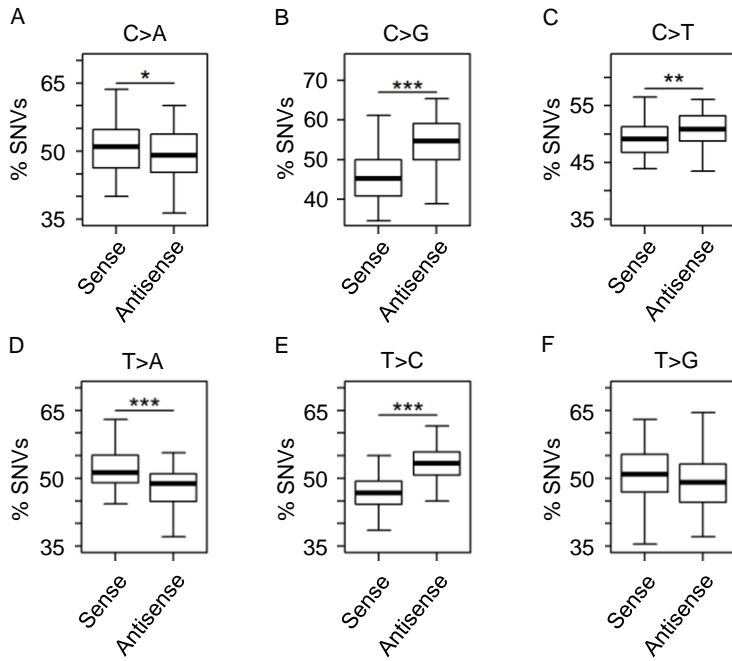 A
C>A
*
% SNVs
65
50
35
Sense
Antisense
B
C>G
***
% SNVs
70
60
50
40
Sense
Antisense
C
C>T
**
% SNVs
55
45
35
Sense
Antisense
D
T>A
***
% SNVs
65
50
35
Sense
Antisense
E
T>C
***
% SNVs
65
50
35
Sense
Antisense
F
T>G
% SNVs
65
50
35
Sense
Antisense